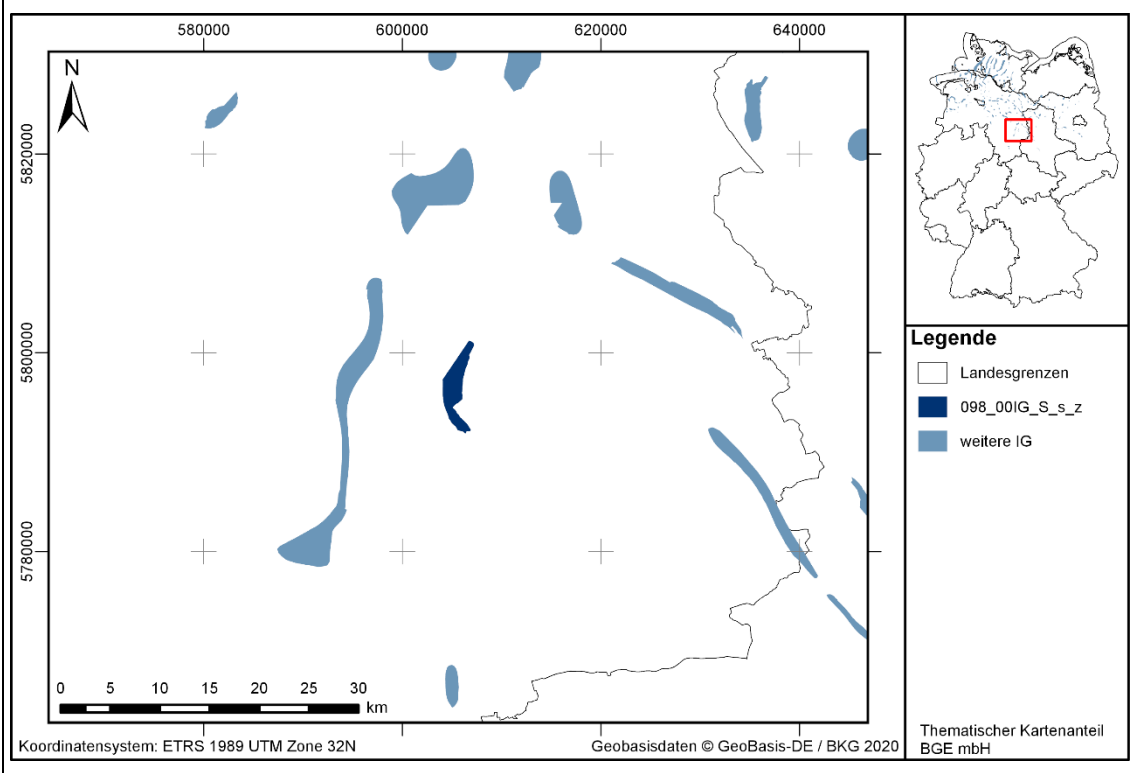 580000 600000 620000 640000
N
5820000
5800000
5780000
0 5 10 15 20 25 30
km
Koordinatensystem: ETRS 1989 UTM Zone 32N
Geobasisdaten © GeoBasis-DE / BKG 2020
Legende
Landesgrenzen
098_00IG_S_s_z
weitere IG
Thematischer Kartenanteil
BGE mbH